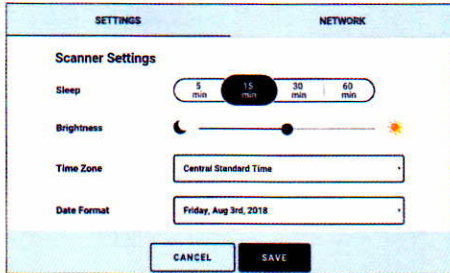 SETTINGS NETWORK
Scanner Settings
Sleep 5 min 15 min 30 min 60 min
Brightness
Time Zone Central Standard Time
Date Format Friday, Aug 3rd, 2018
CANCEL SAVE